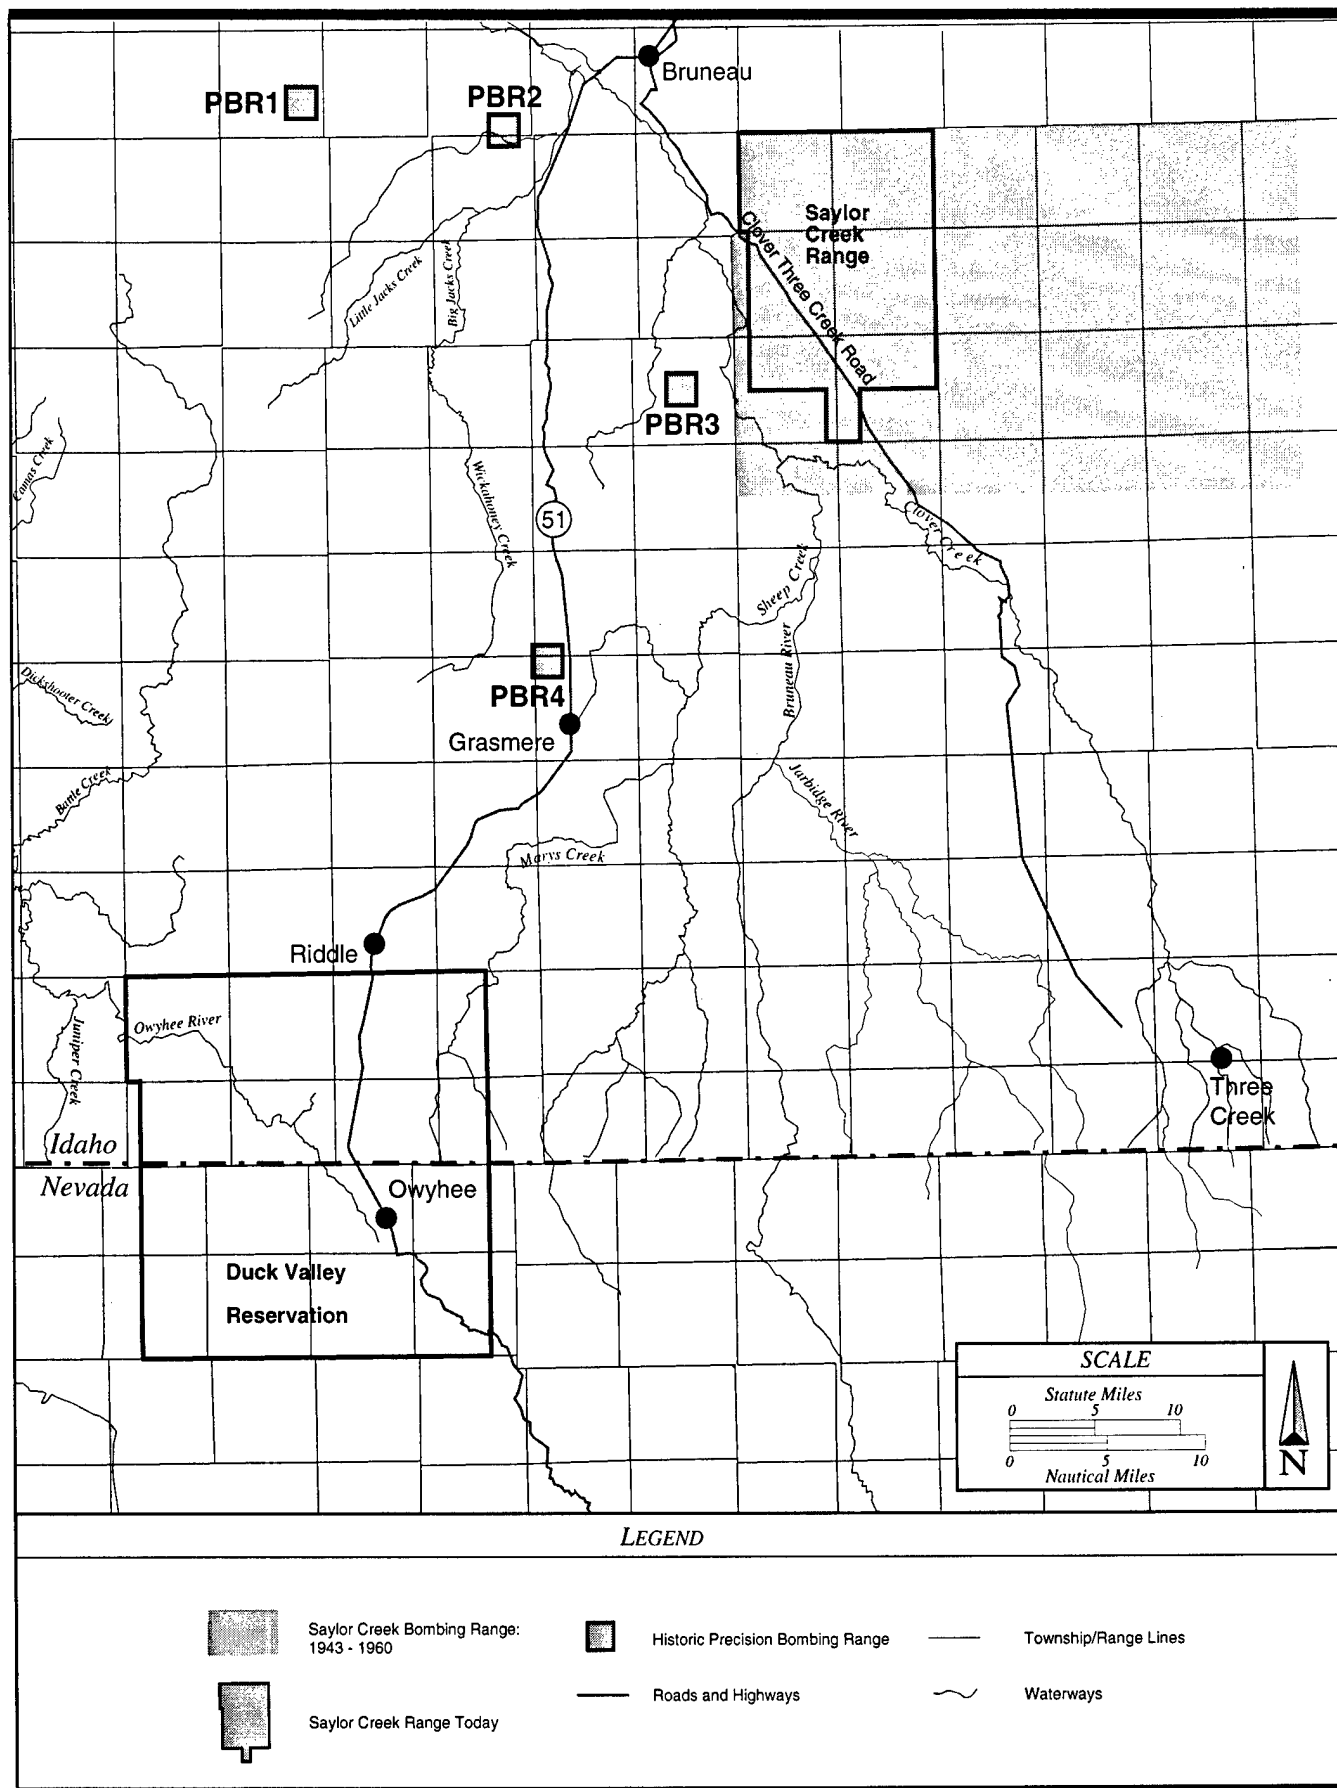 Bruneau
PBR1
PBR2
Saylor
Creek
Range
Clover Three Creek Road
Little Jacks Creek
Big Jacks Creek
PBR3
Camas Creek
Wickahoney Creek
51
Clover Creek
Sheep Creek
Bruneau River
Dickshooter Creek
PBR4
Grasmere
Battle Creek
Jarbidge River
Marys Creek
Riddle
Owyhee River
Juniper Creek
Three
Creek
Idaho
Nevada
Owyhee
Duck Valley
Reservation
SCALE
Statute Miles
0 5 10
0 5 10
Nautical Miles
N
LEGEND
Saylor Creek Bombing Range:
1943 - 1960
Historic Precision Bombing Range
Township/Range Lines
Roads and Highways
Waterways
Saylor Creek Range Today